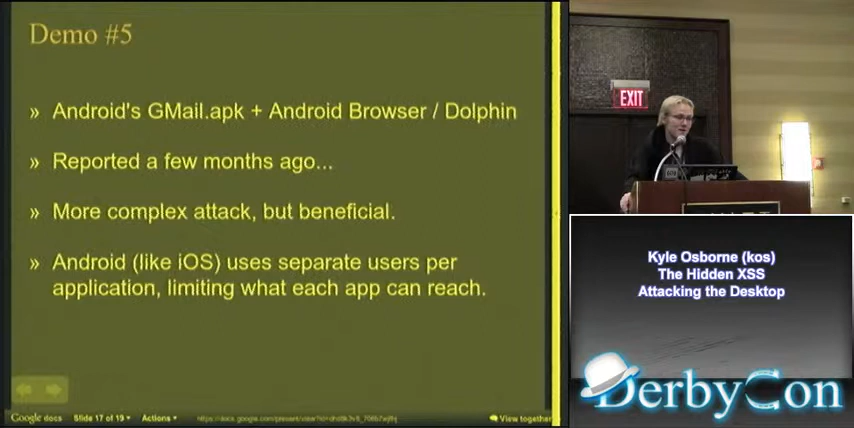 Demo #5
» Android's GMail.apk + Android Browser / Dolphin
» Reported a few months ago...
» More complex attack, but beneficial.
» Android (like iOS) uses separate users per
application, limiting what each app can reach.
Google docs
Slide 17 of 19
Actions
View together
EXIT
Kyle Osborne (kos)
The Hidden XSS
Attacking the Desktop
DerbyCon